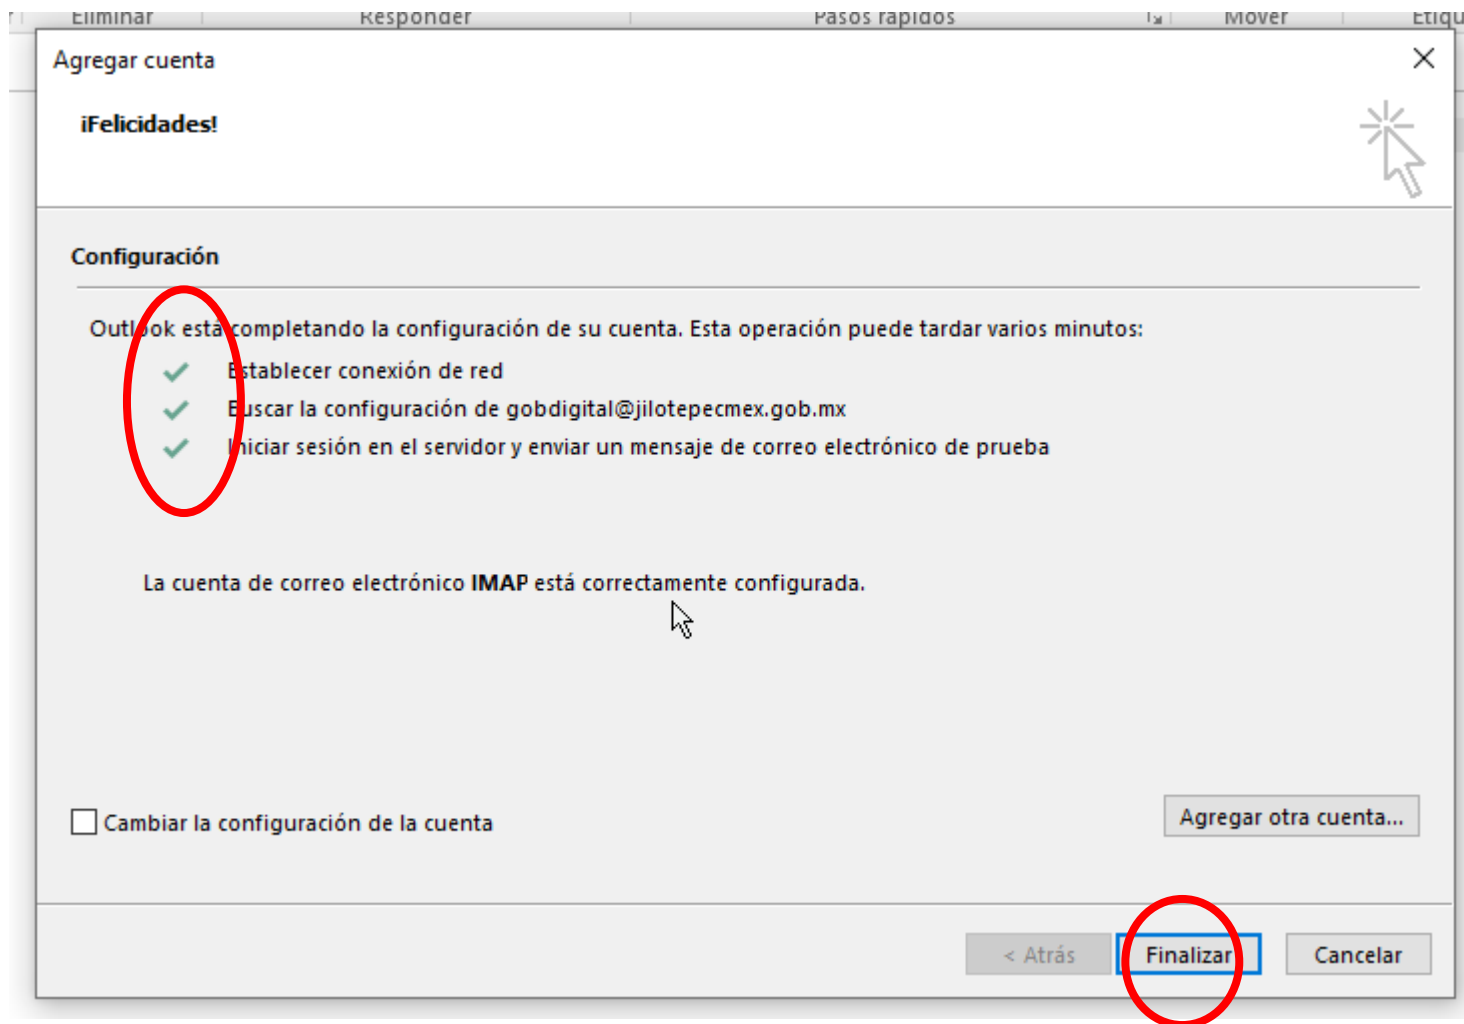 Eliminar Responder Pasos rápidos Mover
Agregar cuenta
¡Felicidades!
Configuración
Outlook está completando la configuración de su cuenta. Esta operación puede tardar varios minutos:
Establecer conexión de red
Buscar la configuración de gobdigital@jilotepecmex.gob.mx
Iniciar sesión en el servidor y enviar un mensaje de correo electrónico de prueba
La cuenta de correo electrónico IMAP está correctamente configurada.
Cambiar la configuración de la cuenta
Agregar otra cuenta...
< Atrás Finalizar Cancelar